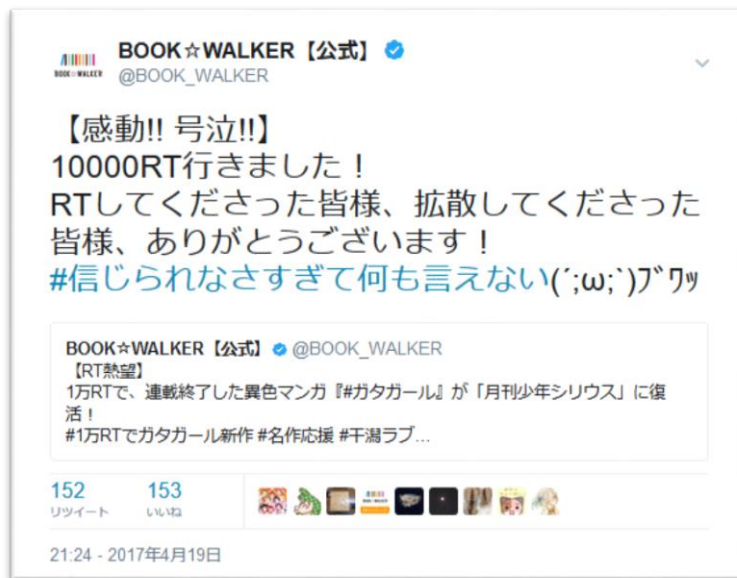 BOOK☆WALKER【公式】
BOOK☆WALKER
@BOOK_WALKER
【感動!! 号泣!!】
10000RT行きました！
RTしてくださった皆様、拡散してくださった
皆様、ありがとうございます！
#信じられなさすぎて何も言えない(´;ω;`)ﾌﾞﾜｯ
BOOK☆WALKER【公式】 @BOOK_WALKER
【RT熱望】
1万RTで、連載終了した異色マンガ『#ガタガール』が「月刊少年シリウス」に復
活！
#1万RTでガタガール新作 #名作応援 #干潟ラブ…
152 153
リツイート いいね
21:24 - 2017年4月19日